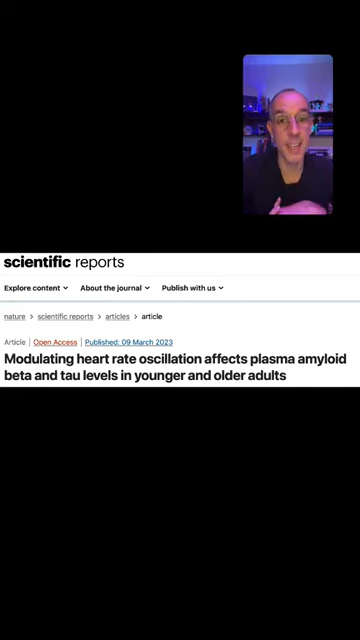 scientific reports
Explore content
About the journal
Publish with us
nature > scientific reports > articles > article
Article | Open Access | Published: 09 March 2023
Modulating heart rate oscillation affects plasma amyloid
beta and tau levels in younger and older adults